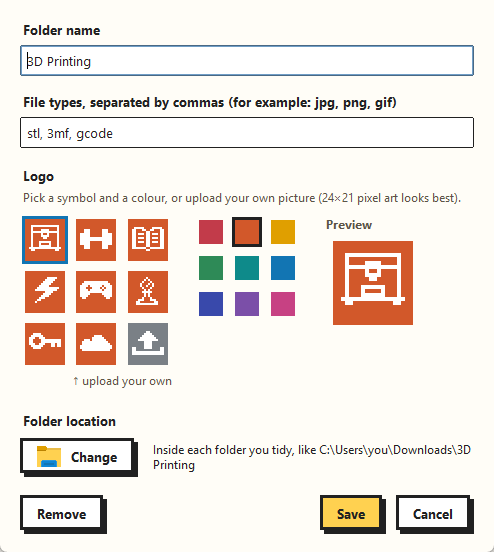 Folder name
3D Printing
File types, separated by commas (for example: jpg, png, gif)
stl, 3mf, gcode
Logo
Pick a symbol and a colour, or upload your own picture (24×21 pixel art looks best).
Preview
↑ upload your own
Folder location
Change
Inside each folder you tidy, like C:\Users\you\Downloads\3D
Printing
Remove
Save
Cancel